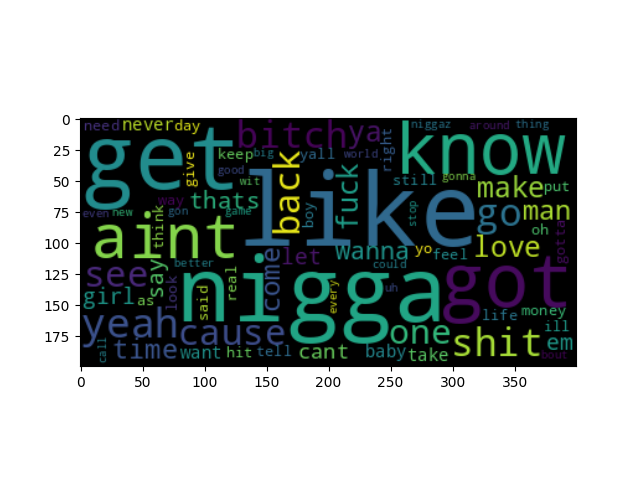 0
25
50
75
100
125
150
175
0 50 100 150 200 250 300 350
need never day bitch ya right niggaz around thing
get give keep big yall world know
good wit back fuck still gonna make put
way thats like
even new gon think game boy stop go man
aint wanna yo feel love oh gotta
see say better real come let could
girl as look said nigga every uh got
yeah cause one life money
call time want hit tell cant baby take shit ill em bout